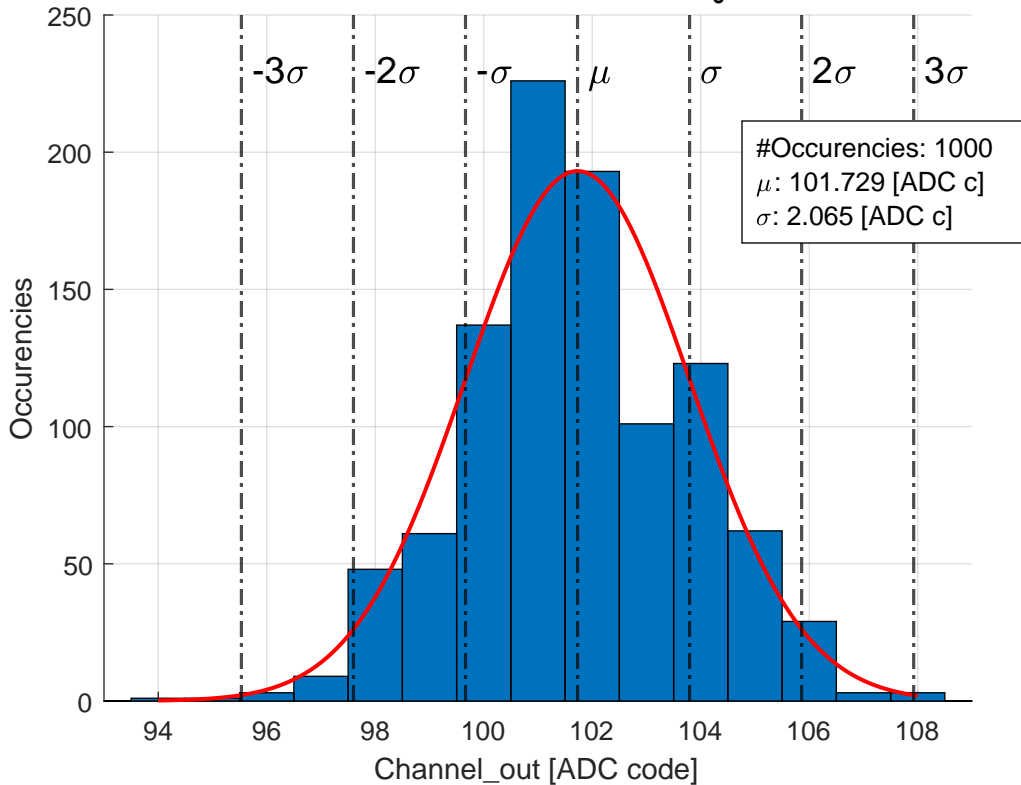 250
200
150
100
50
0
Occurencies
-3σ -2σ -σ μ σ 2σ 3σ
#Occurencies: 1000
μ: 101.729 [ADC c]
σ: 2.065 [ADC c]
94 96 98 100 102 104 106 108
Channel_out [ADC code]